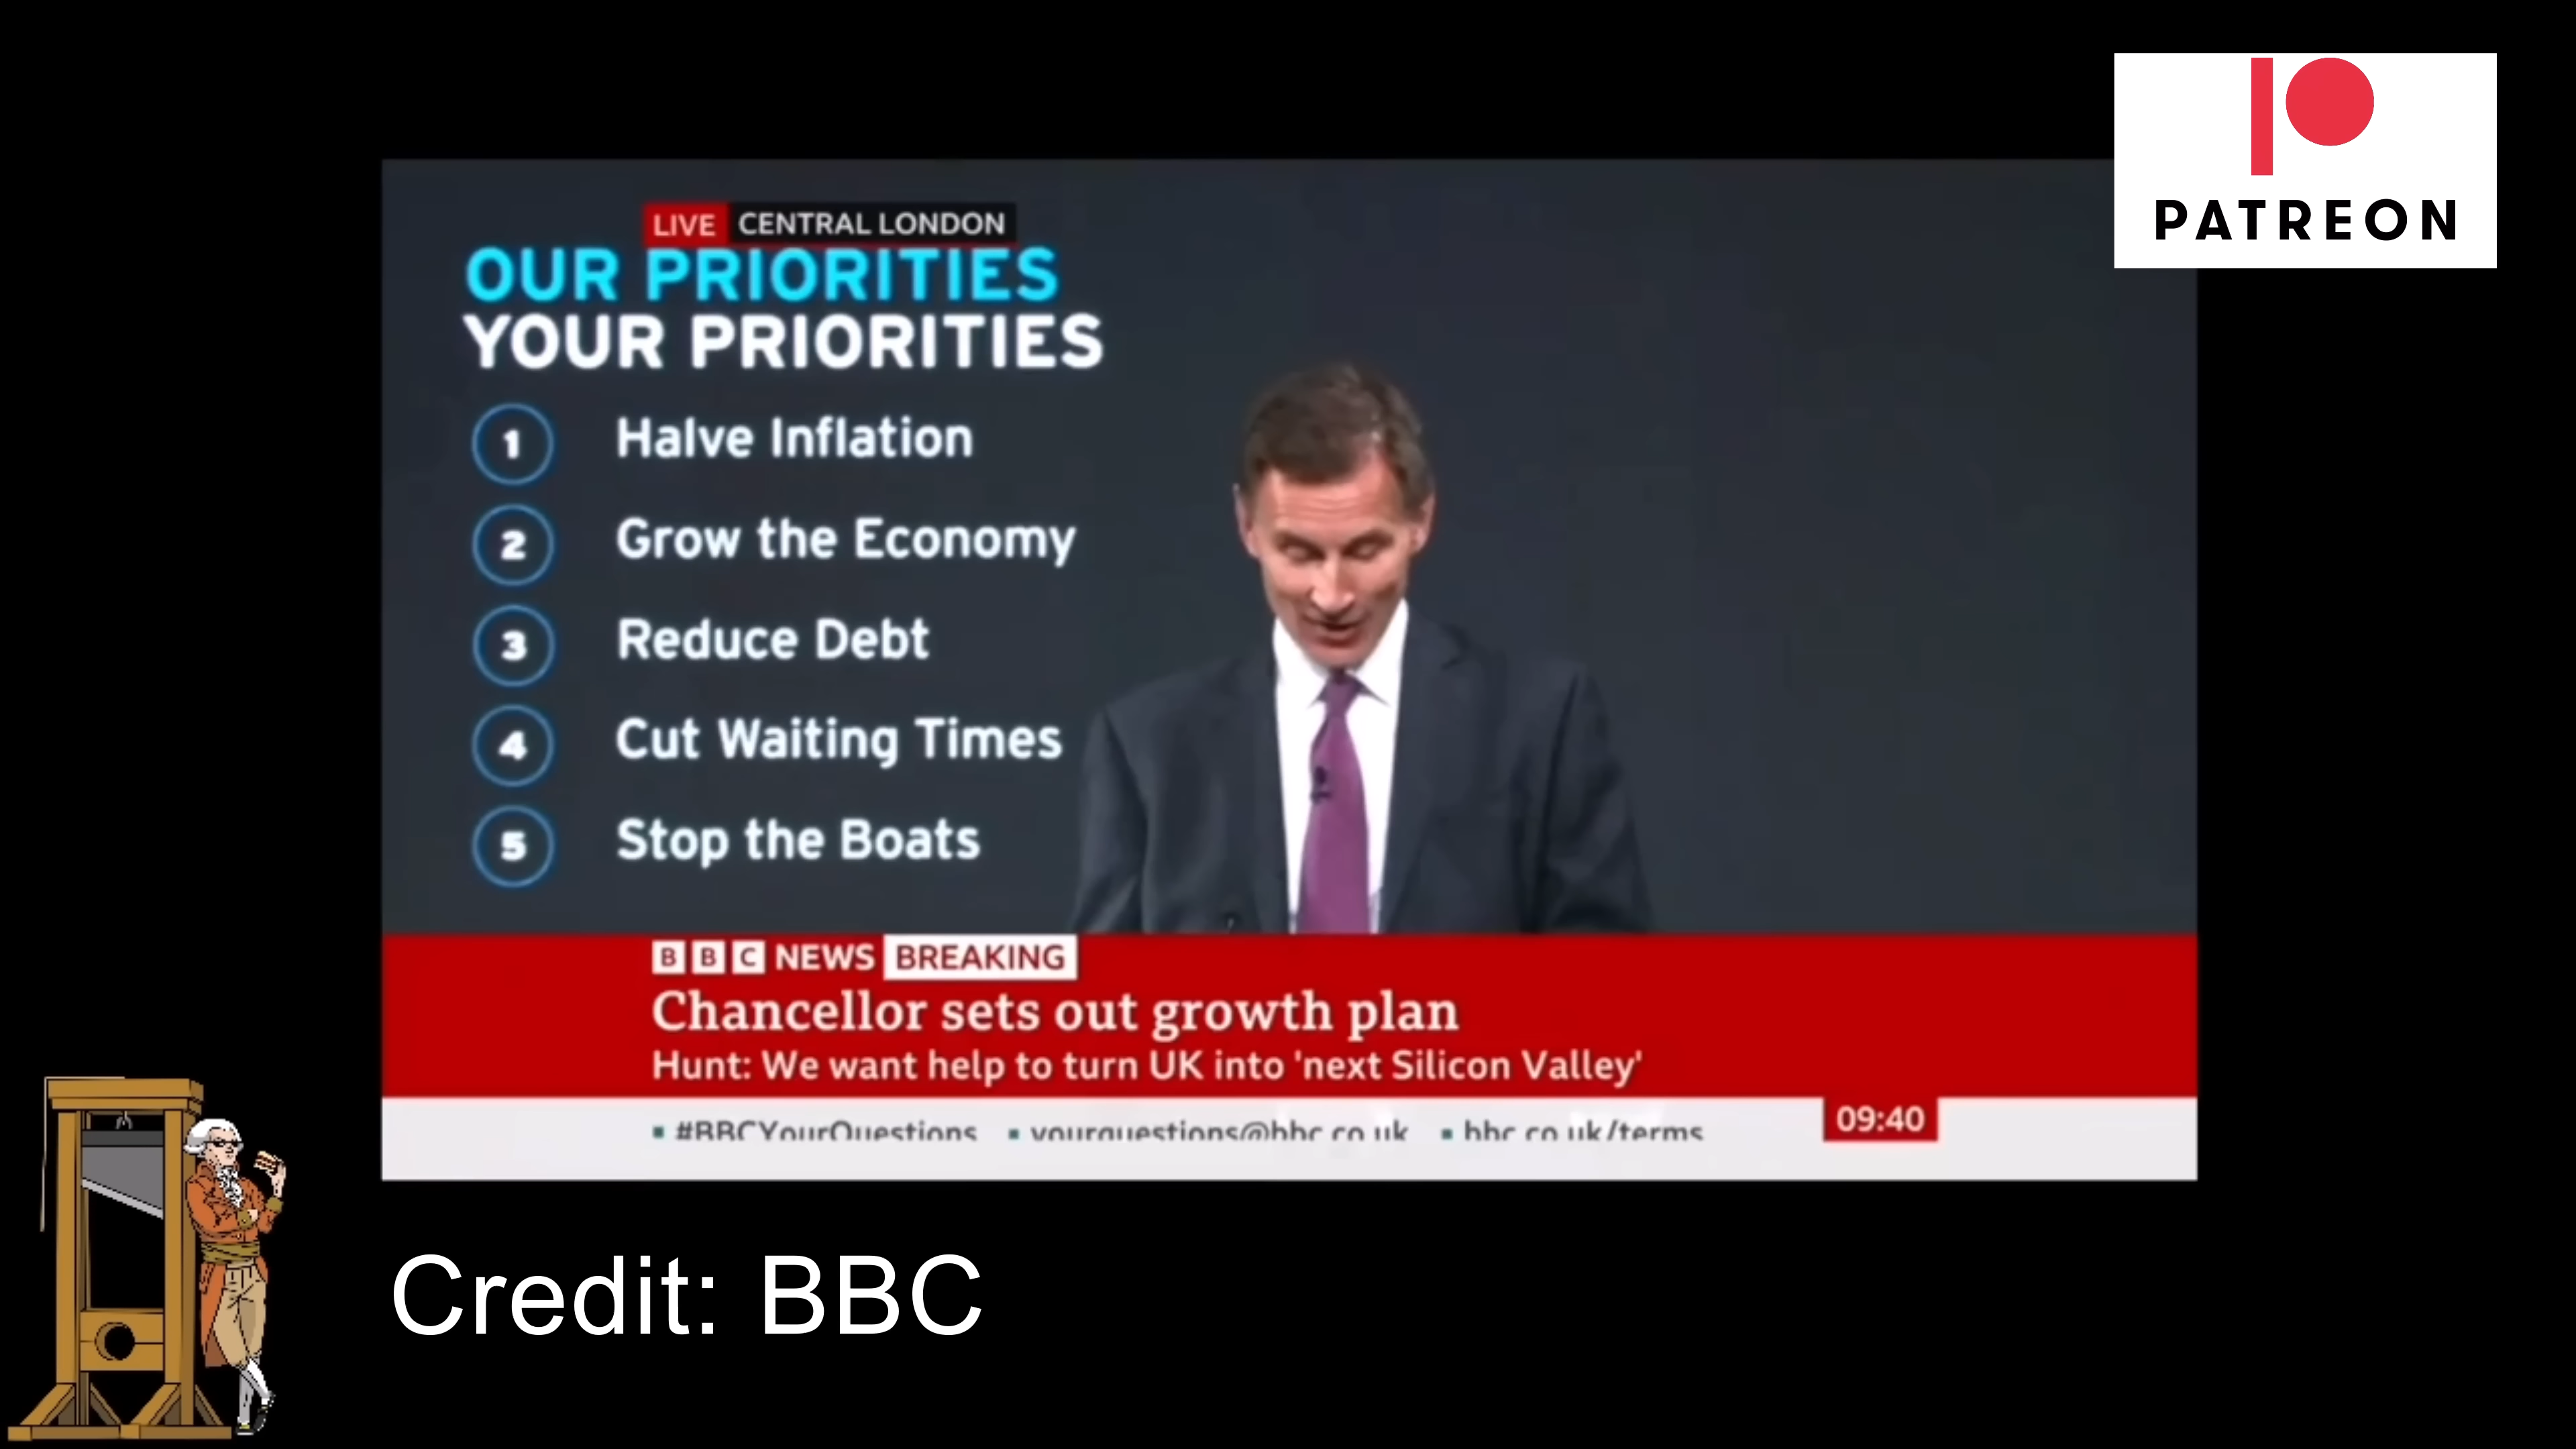 PATREON
LIVE CENTRAL LONDON
OUR PRIORITIES
YOUR PRIORITIES
1 Halve Inflation
2 Grow the Economy
3 Reduce Debt
4 Cut Waiting Times
5 Stop the Boats
BBC NEWS BREAKING
Chancellor sets out growth plan
Hunt: We want help to turn UK into 'next Silicon Valley'
▪ #BBCYourQuestions ▪ yourquestions@bbc.co.uk ▪ bbc.co.uk/terms
09:40
Credit: BBC